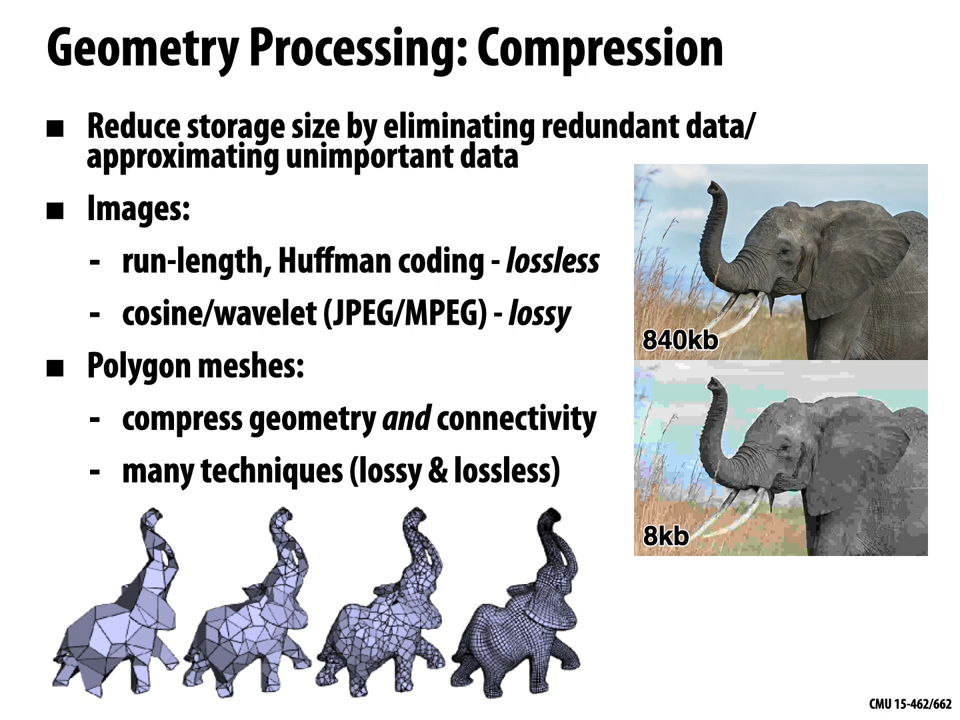 Geometry Processing: Compression
■ Reduce storage size by eliminating redundant data/
approximating unimportant data
■ Images:
- run-length, Huffman coding - lossless
- cosine/wavelet (JPEG/MPEG) - lossy
■ Polygon meshes:
- compress geometry and connectivity
- many techniques (lossy & lossless)
840kb
8kb
CMU 15-462/662